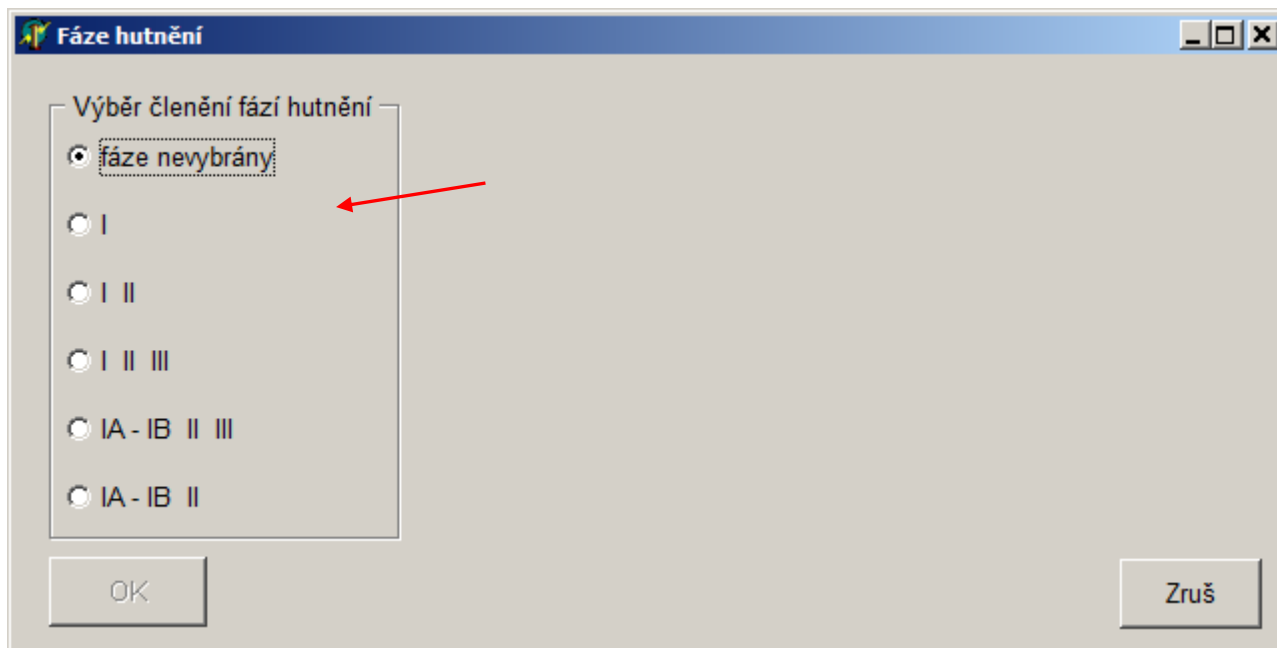 Fáze hutnění
Výběr členění fází hutnění
fáze nevybrány
I
I II
I II III
IA - IB II III
IA - IB II
OK
Zruš